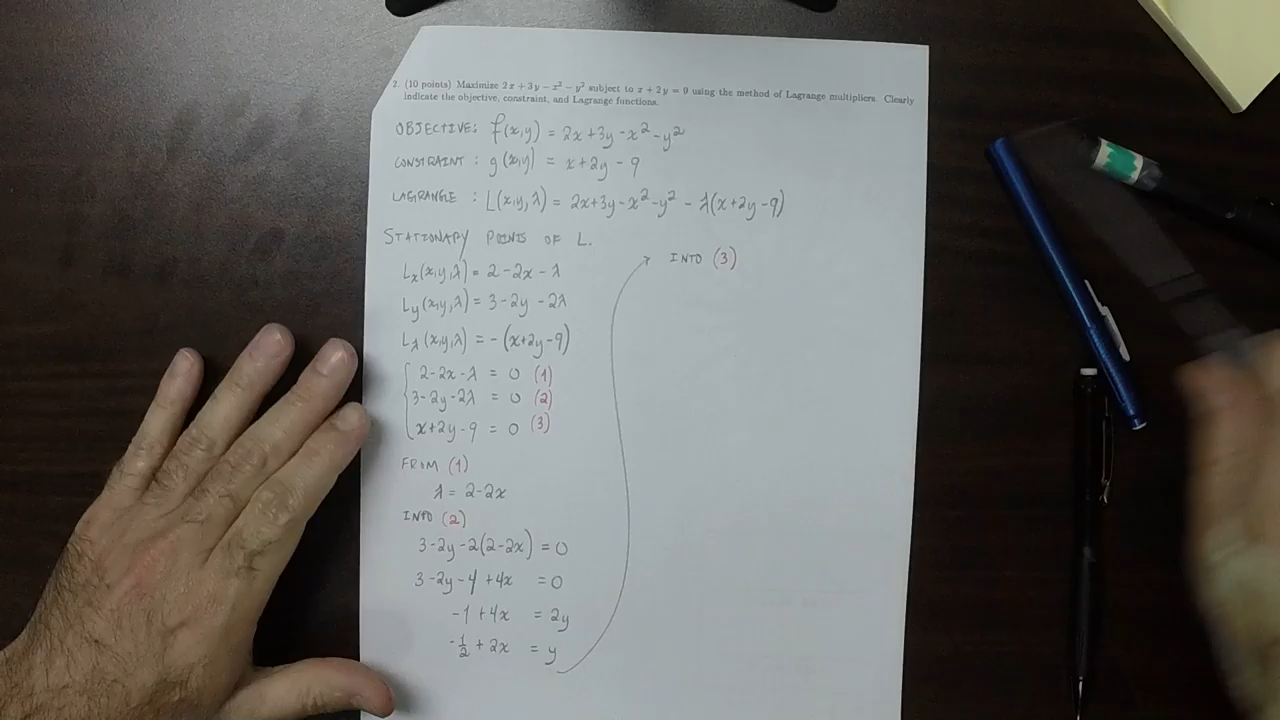 2. (10 points) Maximize 2x + 3y − x² − y² subject to x + 2y = 9 using the method of Lagrange multipliers. Clearly
indicate the objective, constraint, and Lagrange functions.
OBJECTIVE: f(x,y) = 2x+3y-x²-y²
CONSTRAINT: g(x,y) = x+2y-9
LAGRANGE: L(x,y,λ) = 2x+3y-x²-y² - λ(x+2y-9)
STATIONARY POINTS OF L.
Lx(x,y,λ) = 2-2x-λ
Ly(x,y,λ) = 3-2y-2λ
Lλ(x,y,λ) = -(x+2y-9)
2-2x-λ = 0 (1)
3-2y-2λ = 0 (2)
x+2y-9 = 0 (3)
FROM (1)
λ = 2-2x
INTO (2)
3-2y-2(2-2x) = 0
3-2y-4+4x = 0
-1+4x = 2y
-1/2+2x = y
INTO (3)